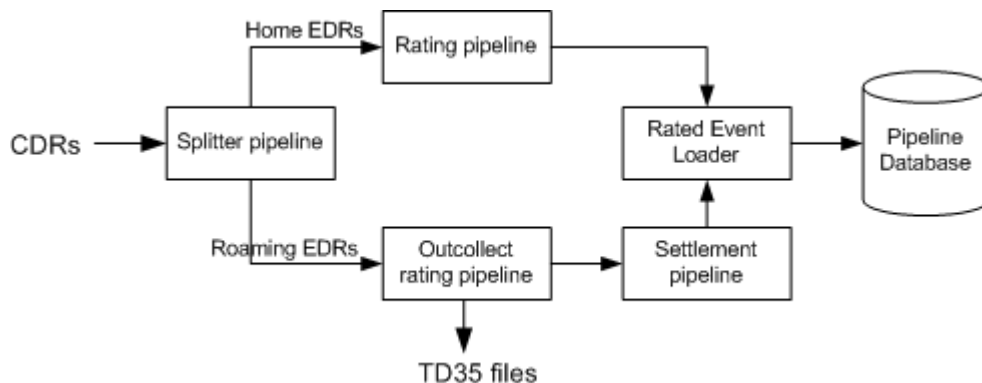 Home EDRs
Rating pipeline
CDRs
Splitter pipeline
Rated Event
Loader
Pipeline
Database
Roaming EDRs
Outcollect
rating pipeline
Settlement
pipeline
TD35 files